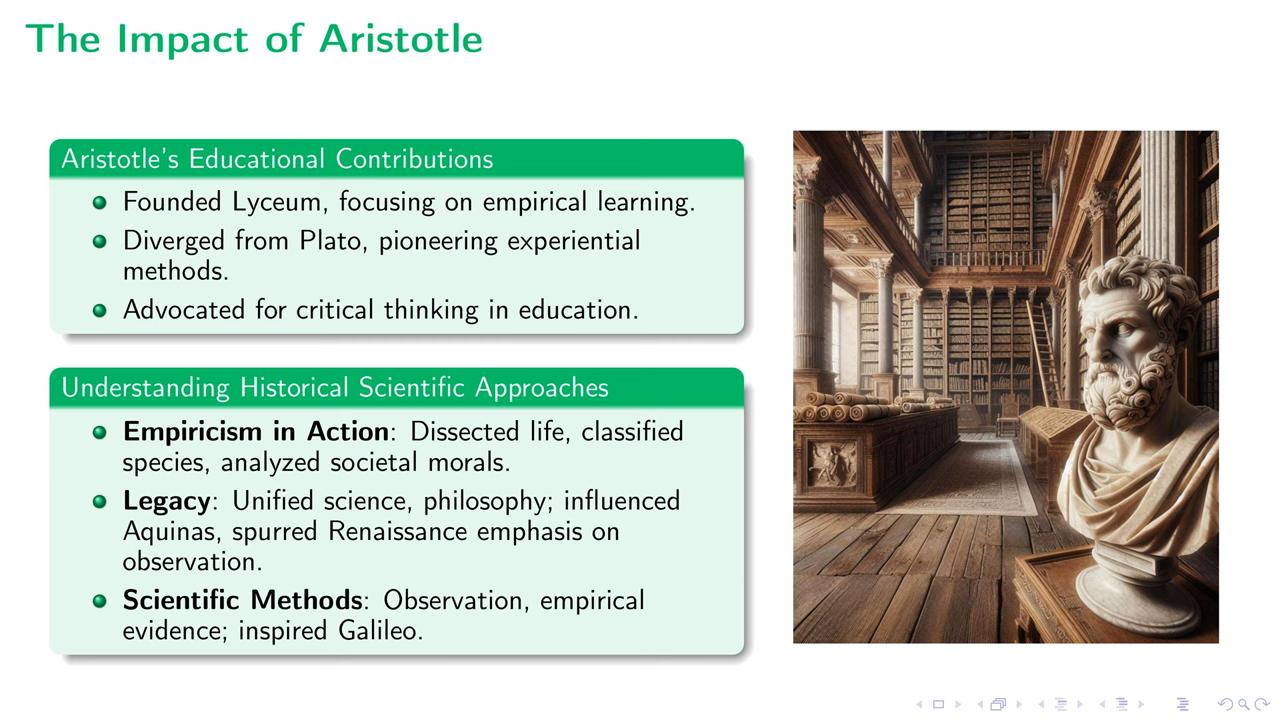 The Impact of Aristotle
Aristotle's Educational Contributions
Founded Lyceum, focusing on empirical learning.
Diverged from Plato, pioneering experiential
methods.
Advocated for critical thinking in education.
Understanding Historical Scientific Approaches
Empiricism in Action: Dissected life, classified
species, analyzed societal morals.
Legacy: Unified science, philosophy; influenced
Aquinas, spurred Renaissance emphasis on
observation.
Scientific Methods: Observation, empirical
evidence; inspired Galileo.